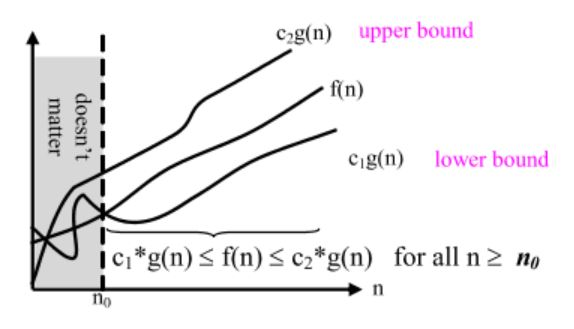 c₂g(n) upper bound
f(n)
c₁g(n) lower bound
doesn't
matter
c₁*g(n) ≤ f(n) ≤ c₂*g(n) for all n ≥ n₀
n
n₀